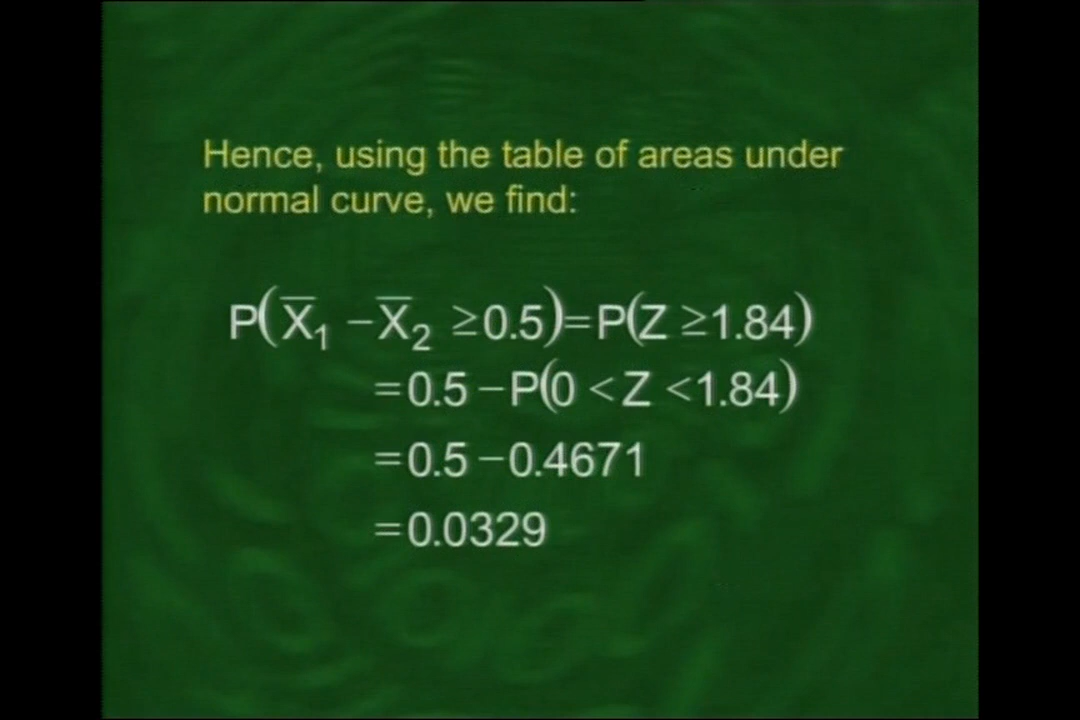 Hence, using the table of areas under
normal curve, we find:
P(X̅₁ − X̅₂ ≥ 0.5) = P(Z ≥ 1.84)
= 0.5 − P(0 < Z < 1.84)
= 0.5 − 0.4671
= 0.0329